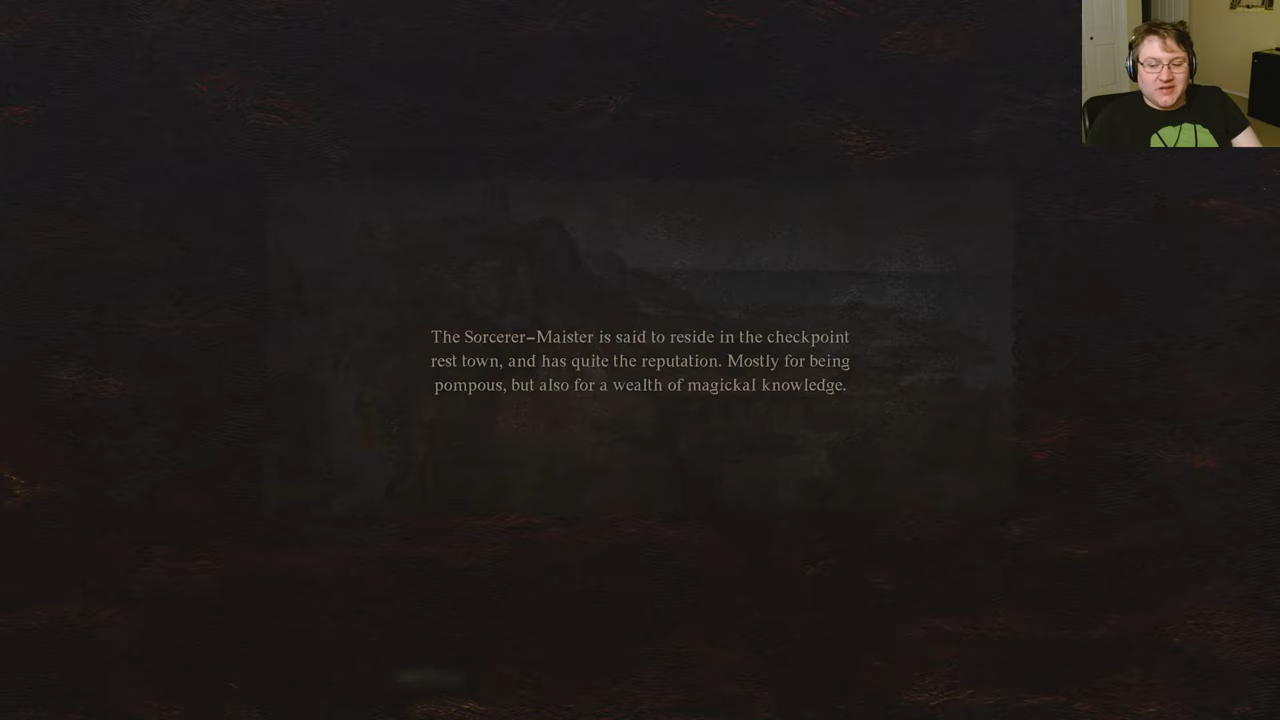 The Sorcerer-Maister is said to reside in the checkpoint
rest town, and has quite the reputation. Mostly for being
pompous, but also for a wealth of magickal knowledge.